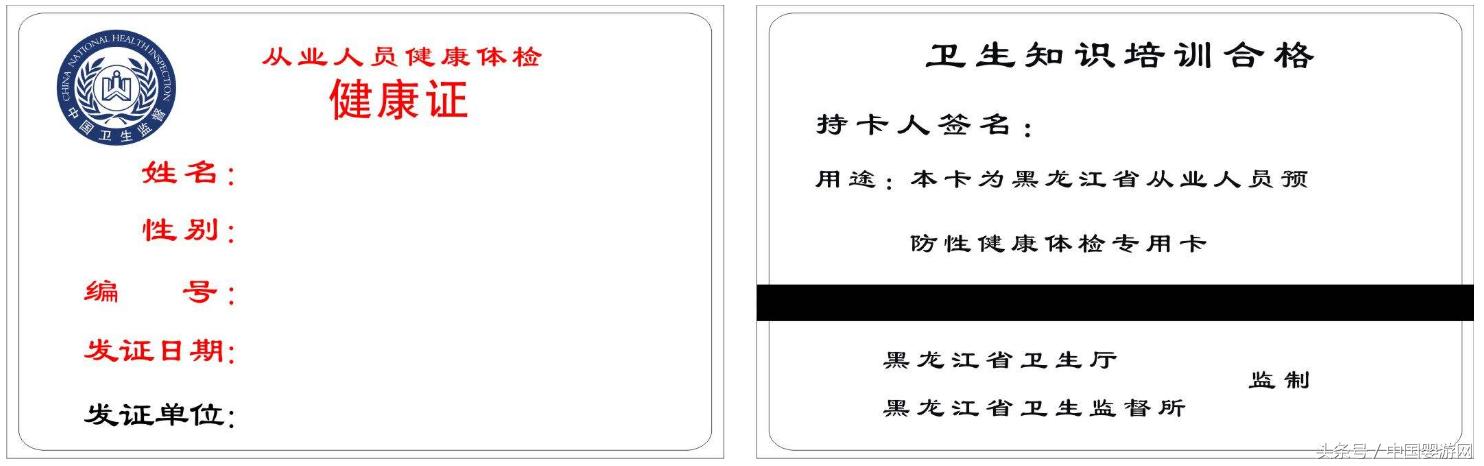 CHINA NATIONAL HEALTH INSPECTION
中国卫生监督
从业人员健康体检
健康证
姓名：
性别：
编 号：
发证日期：
发证单位：
卫生知识培训合格
持卡人签名：
用途：本卡为黑龙江省从业人员预
防性健康体检专用卡
黑龙江省卫生厅
监制
黑龙江省卫生监督所
头条号 / 中国婴游网